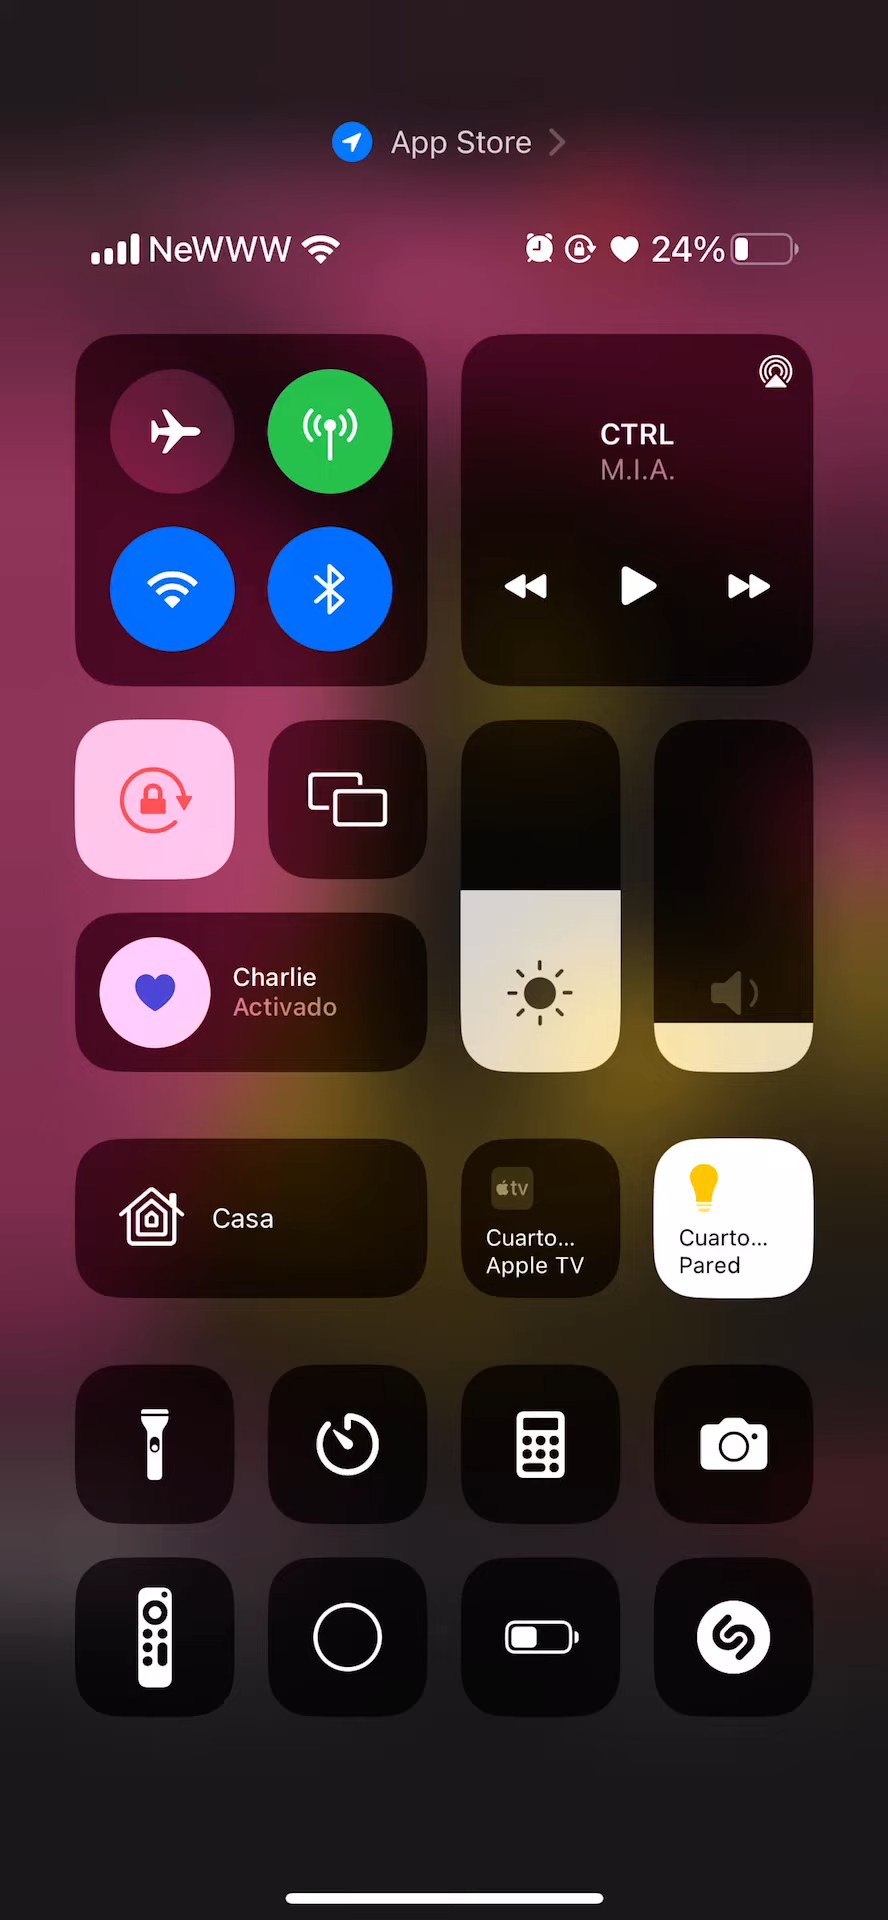 App Store
NeWWW
24%
CTRL
M.I.A.
Charlie
Activado
Casa
tv
Cuarto...
Apple TV
Cuarto...
Pared